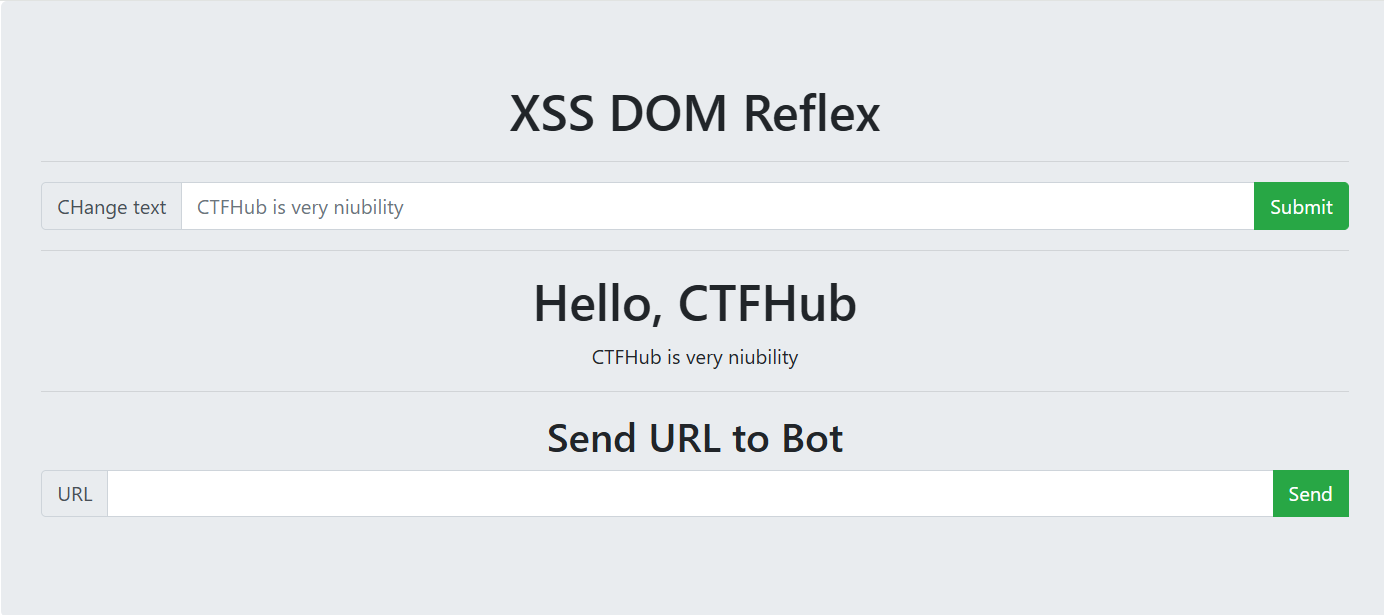 XSS DOM Reflex
CHange text CTFHub is very niubility Submit
Hello, CTFHub
CTFHub is very niubility
Send URL to Bot
URL Send